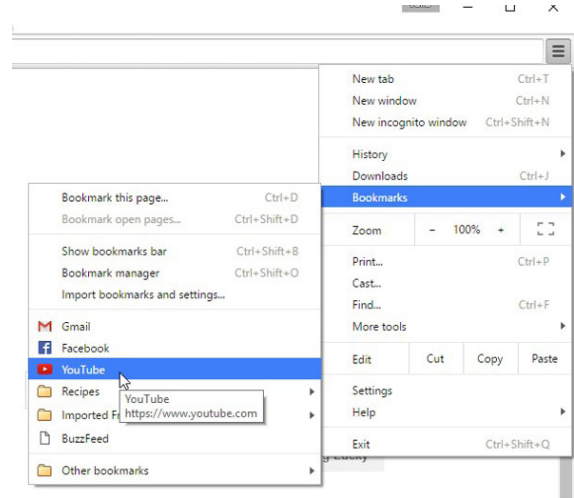 New tab Ctrl+T
New window Ctrl+N
New incognito window Ctrl+Shift+N
History
Downloads Ctrl+J
Bookmarks
Zoom - 100% +
Print... Ctrl+P
Cast...
Find... Ctrl+F
More tools
Edit Cut Copy Paste
Settings
Help
Exit Ctrl+Shift+Q
Bookmark this page... Ctrl+D
Bookmark open pages... Ctrl+Shift+D
Show bookmarks bar Ctrl+Shift+B
Bookmark manager Ctrl+Shift+O
Import bookmarks and settings...
Gmail
Facebook
YouTube
Recipes
YouTube
Imported
https://www.youtube.com
BuzzFeed
Other bookmarks
Lucky